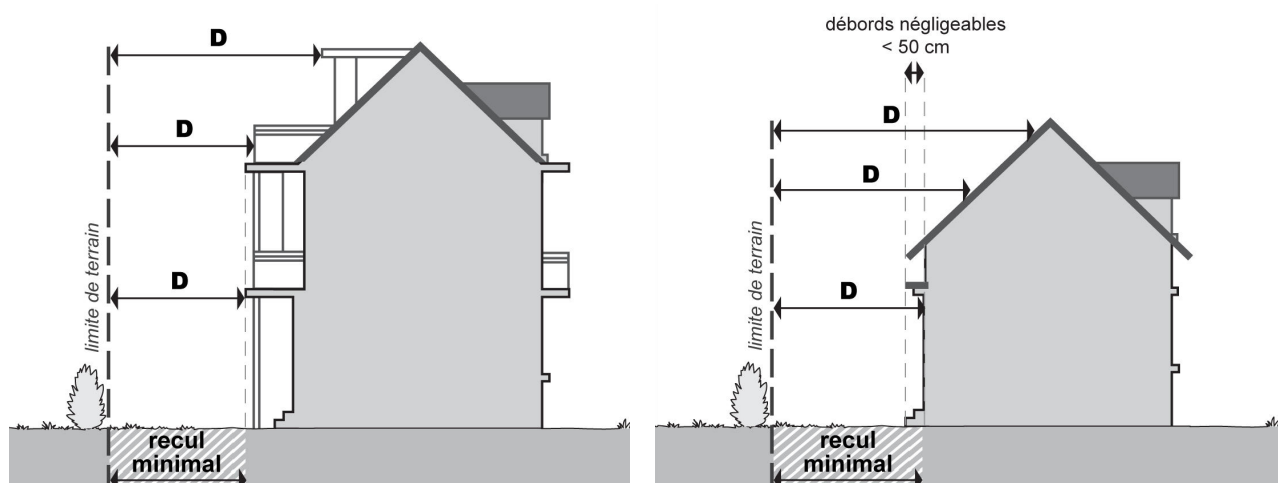 D
D
D
limite de terrain
recul
minimal
débords négligeables
< 50 cm
D
D
D
limite de terrain
recul
minimal